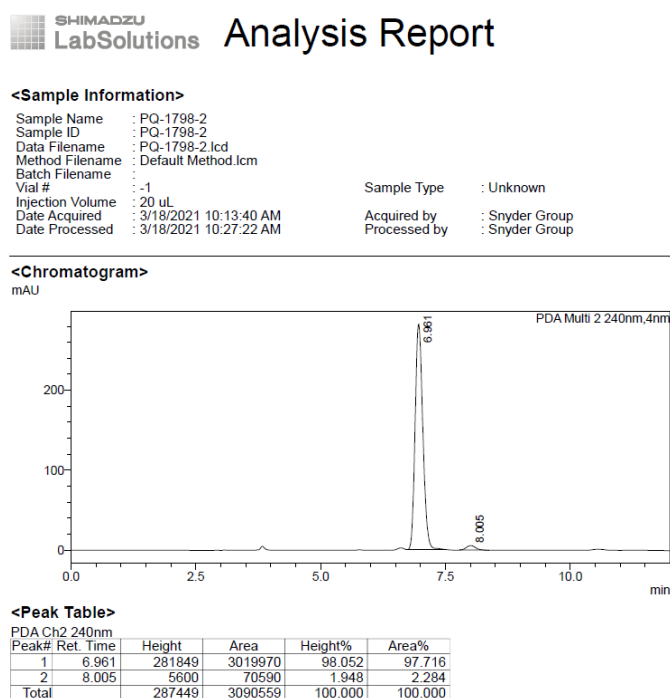 SHIMADZU
LabSolutions Analysis Report
<Sample Information>
Sample Name : PQ-1798-2
Sample ID : PQ-1798-2
Data Filename : PQ-1798-2.lcd
Method Filename : Default Method.lcm
Batch Filename :
Vial # : -1 Sample Type : Unknown
Injection Volume : 20 uL
Date Acquired : 3/18/2021 10:13:40 AM Acquired by : Snyder Group
Date Processed : 3/18/2021 10:27:22 AM Processed by : Snyder Group
<Chromatogram>
mAU
PDA Multi 2 240nm,4nm
6.961
200
100
8.005
0
0.0 2.5 5.0 7.5 10.0
min
<Peak Table>
PDA Ch2 240nm
Peak# Ret. Time Height Area Height% Area%
1 6.961 281849 3019970 98.052 97.716
2 8.005 5600 70590 1.948 2.284
Total 287449 3090559 100.000 100.000